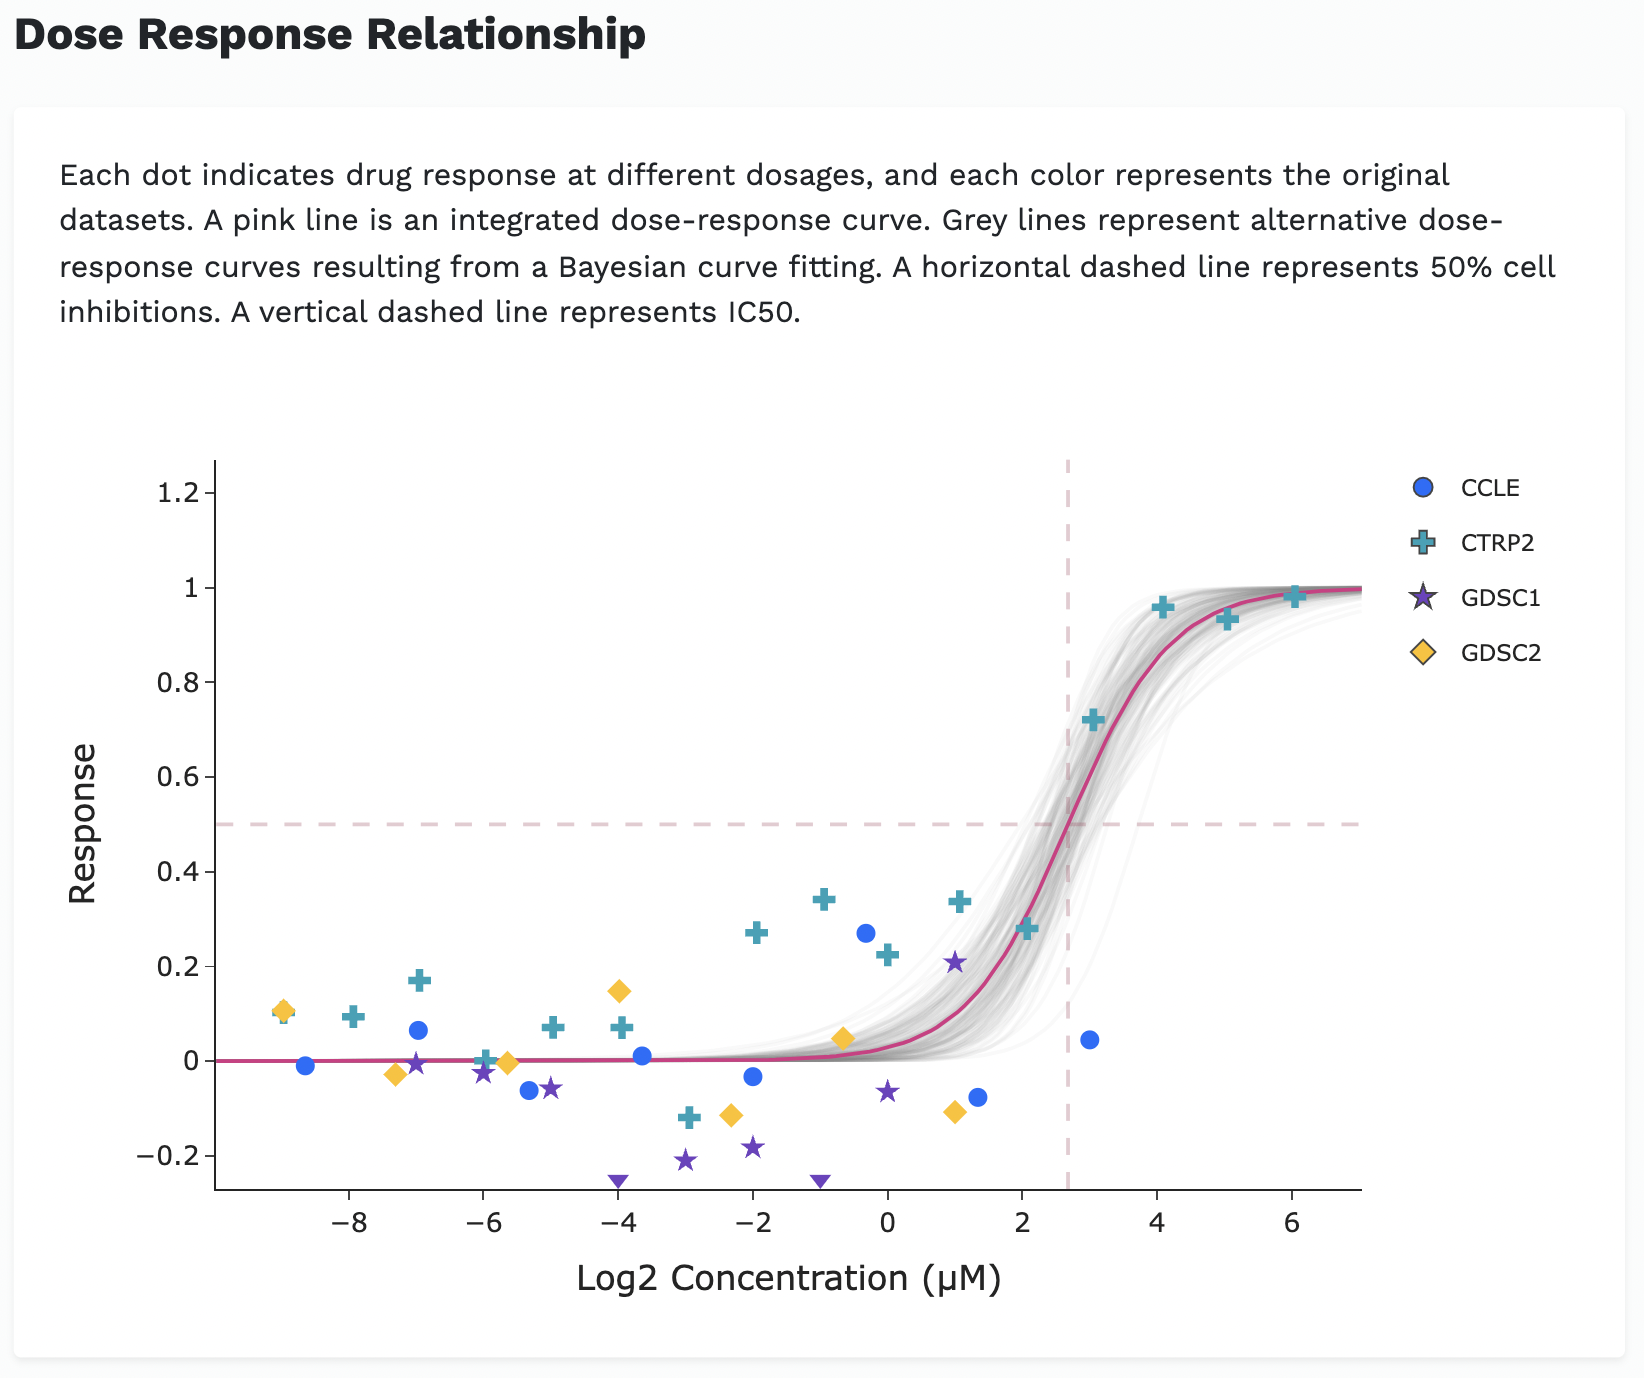 Dose Response Relationship
Each dot indicates drug response at different dosages, and each color represents the original
datasets. A pink line is an integrated dose-response curve. Grey lines represent alternative dose-
response curves resulting from a Bayesian curve fitting. A horizontal dashed line represents 50% cell
inhibitions. A vertical dashed line represents IC50.
1.2
1
0.8
0.6
0.4
0.2
0
−0.2
Response
−8 −6 −4 −2 0 2 4 6
Log2 Concentration (μM)
CCLE
CTRP2
GDSC1
GDSC2